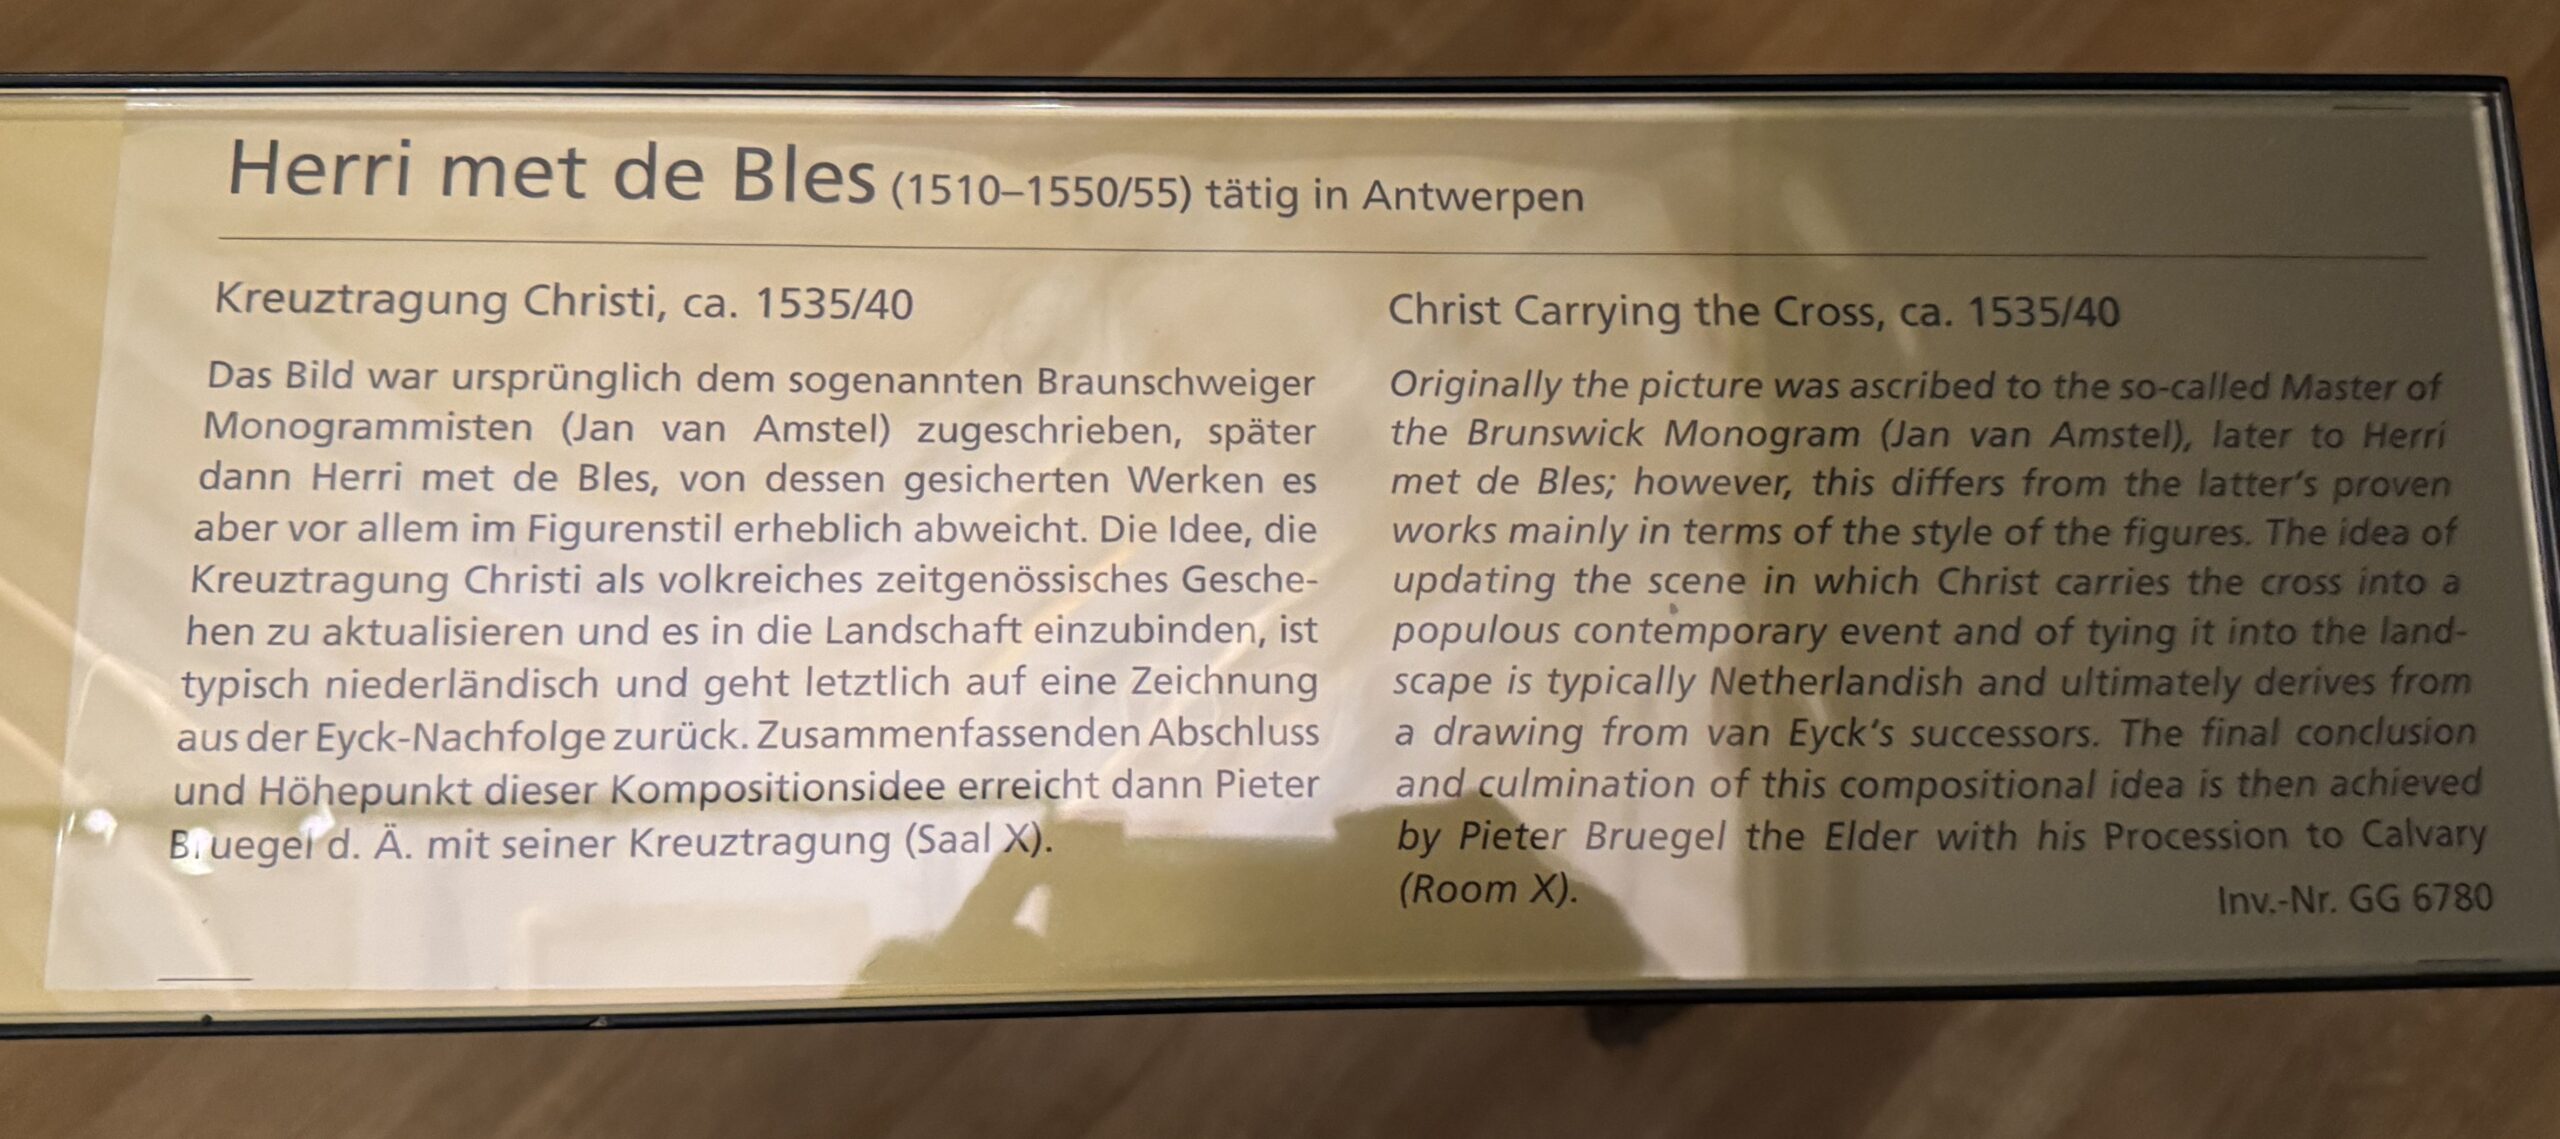 Herri met de Bles (1510–1550/55) tätig in Antwerpen
Kreuztragung Christi, ca. 1535/40
Das Bild war ursprünglich dem sogenannten Braunschweiger
Monogrammisten (Jan van Amstel) zugeschrieben, später
dann Herri met de Bles, von dessen gesicherten Werken es
aber vor allem im Figurenstil erheblich abweicht. Die Idee, die
Kreuztragung Christi als volkreiches zeitgenössisches Gesche-
hen zu aktualisieren und es in die Landschaft einzubinden, ist
typisch niederländisch und geht letztlich auf eine Zeichnung
aus der Eyck-Nachfolge zurück. Zusammenfassenden Abschluss
und Höhepunkt dieser Kompositionsidee erreicht dann Pieter
Bruegel d. Ä. mit seiner Kreuztragung (Saal X).
Christ Carrying the Cross, ca. 1535/40
Originally the picture was ascribed to the so-called Master of
the Brunswick Monogram (Jan van Amstel), later to Herri
met de Bles; however, this differs from the latter's proven
works mainly in terms of the style of the figures. The idea of
updating the scene in which Christ carries the cross into a
populous contemporary event and of tying it into the land-
scape is typically Netherlandish and ultimately derives from
a drawing from van Eyck's successors. The final conclusion
and culmination of this compositional idea is then achieved
by Pieter Bruegel the Elder with his Procession to Calvary
(Room X).
Inv.-Nr. GG 6780